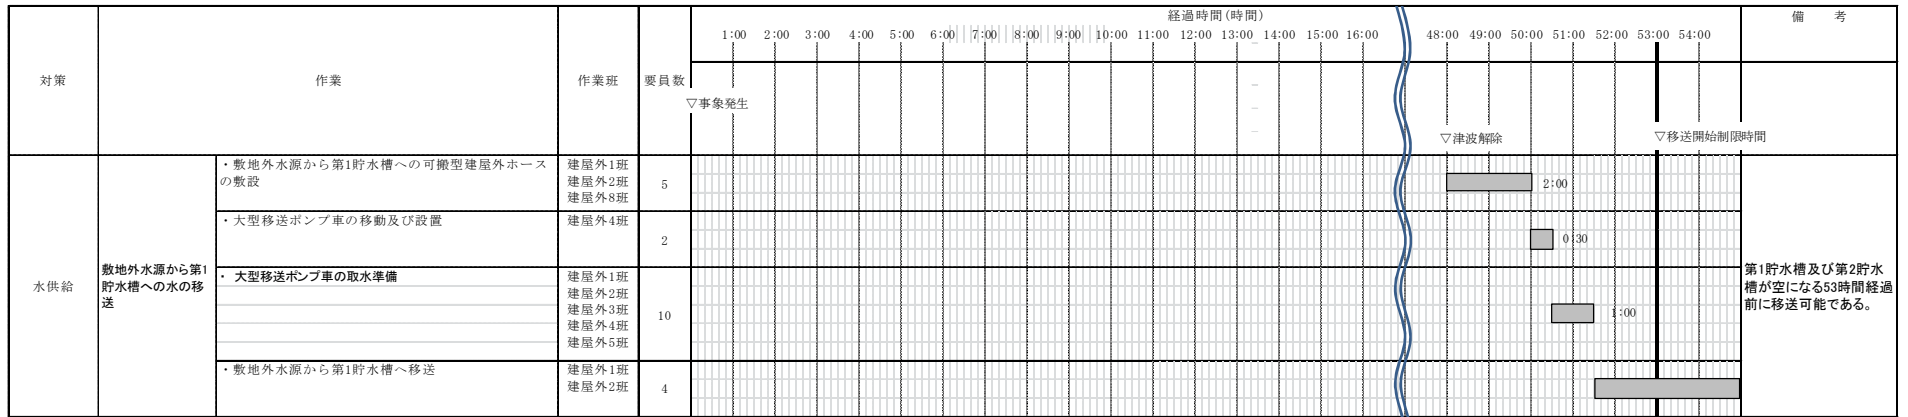 経過時間(時間)
備 考
1:00 2:00 3:00 4:00 5:00 6:00 7:00 8:00 9:00 10:00 11:00 12:00 13:00 14:00 15:00 16:00 48:00 49:00 50:00 51:00 52:00 53:00 54:00
対策 作業 作業班 要員数
▽事象発生
▽津波解除
▽移送開始制限時間
水供給
敷地外水源から第1
貯水槽への水の移
送
・敷地外水源から第1貯水槽への可搬型建屋外ホース
の敷設
建屋外1班
建屋外2班
建屋外8班
5
2:00
・大型移送ポンプ車の移動及び設置
建屋外4班
2
0:30
・ 大型移送ポンプ車の取水準備
建屋外1班
建屋外2班
建屋外3班
建屋外4班
建屋外5班
10
1:00
・敷地外水源から第1貯水槽へ移送
建屋外1班
建屋外2班
4
第1貯水槽及び第2貯水
槽が空になる53時間経過
前に移送可能である。